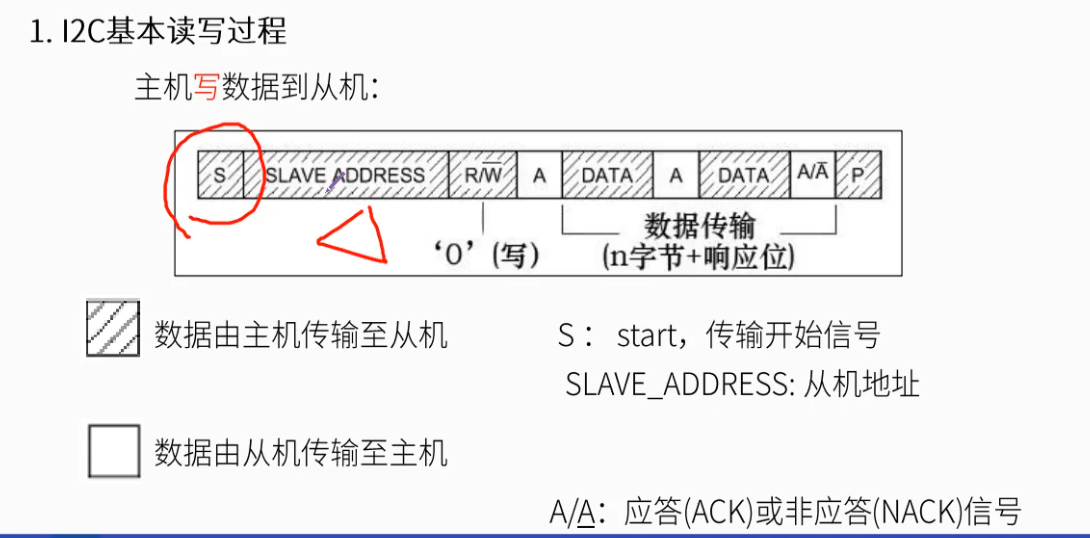 1. I2C基本读写过程
主机写数据到从机：
S SLAVE ADDRESS R/W̅ A DATA A DATA A/A̅ P
‘0’(写) 数据传输
(n字节+响应位)
数据由主机传输至从机
S： start，传输开始信号
SLAVE_ADDRESS: 从机地址
数据由从机传输至主机
A/A̲：应答(ACK)或非应答(NACK)信号